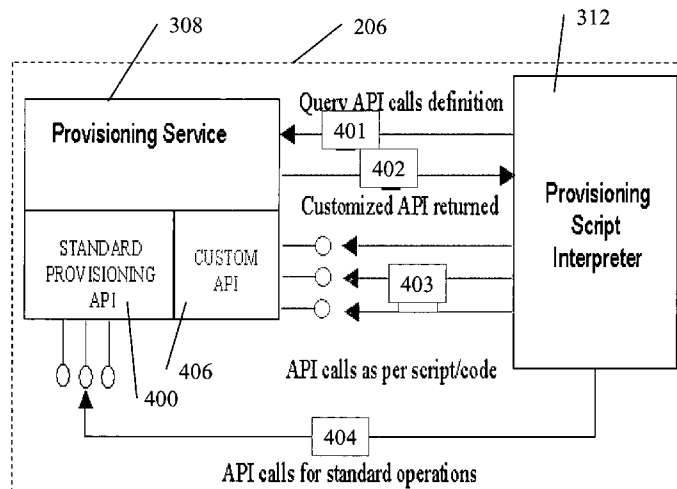 308
206
312
Query API calls definition
Provisioning Service
401
402
Customized API returned
Provisioning
Script
Interpreter
STANDARD
PROVISIONING
API
CUSTOM
API
403
400
406
API calls as per script/code
404
API calls for standard operations